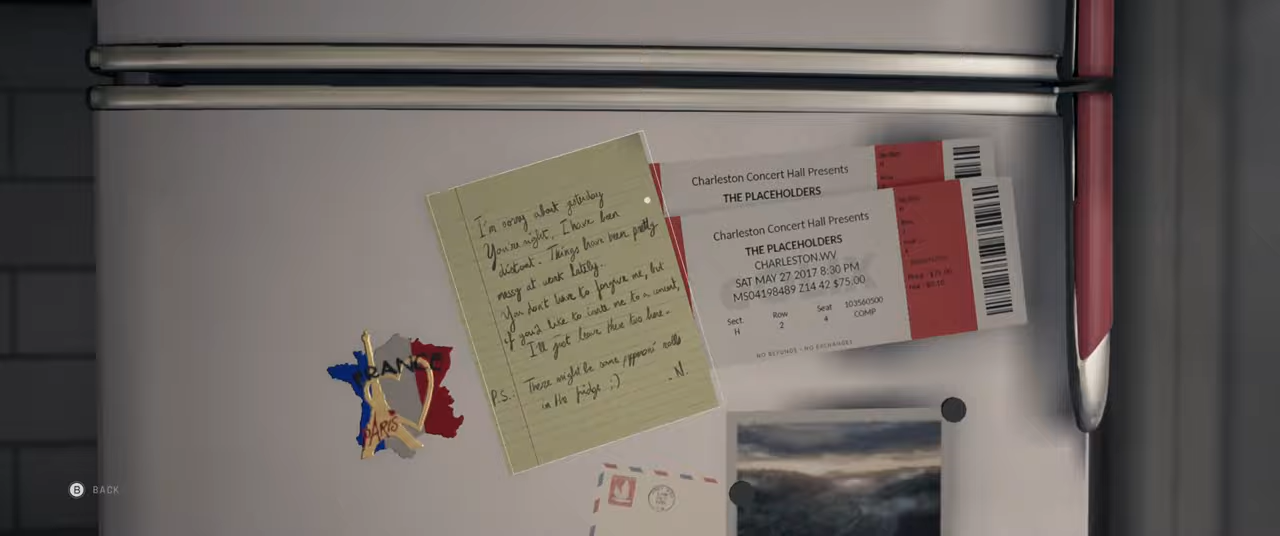 I'm sorry about yesterday
You're right, I have been
distant. Things have been pretty
messy at work lately.
You don't have to forgive me, but
if you'd like to invite me to a concert,
I'll just leave these two here.
P.S.: There might be some pepperoni rolls
in the fridge ;)
-N.
Charleston Concert Hall Presents
THE PLACEHOLDERS
Charleston Concert Hall Presents
THE PLACEHOLDERS
CHARLESTON.WV
SAT MAY 27 2017 8:30 PM
MS04198489 Z14 42 $75.00
Sect. Row Seat 103560500
H 2 4 COMP
NO REFUNDS - NO EXCHANGES
FRANCE
PARIS
B BACK